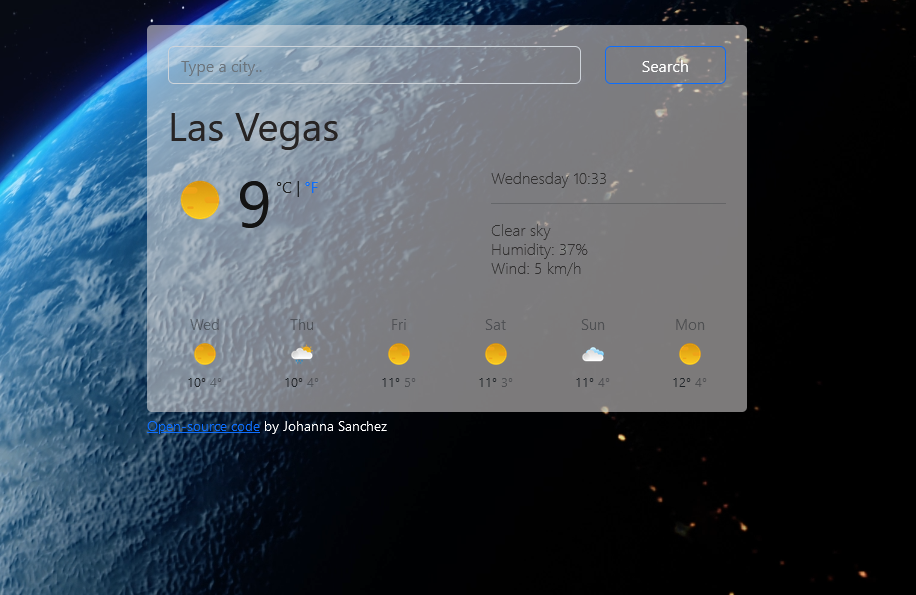 Type a city..
Search
Las Vegas
9 °C | °F
Wednesday 10:33
Clear sky
Humidity: 37%
Wind: 5 km/h
Wed Thu Fri Sat Sun Mon
10° 4° 10° 4° 11° 5° 11° 3° 11° 4° 12° 4°
Open-source code by Johanna Sanchez